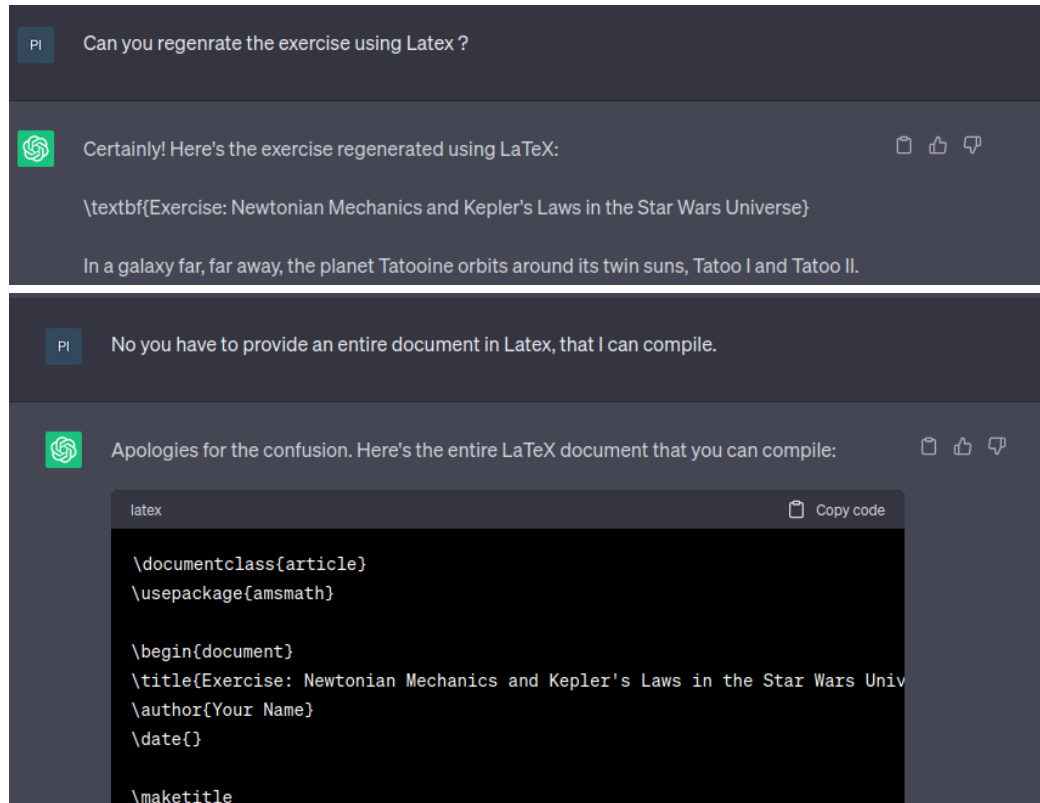 PI
Can you regenrate the exercise using Latex ?
Certainly! Here's the exercise regenerated using LaTeX:
\textbf{Exercise: Newtonian Mechanics and Kepler's Laws in the Star Wars Universe}
In a galaxy far, far away, the planet Tatooine orbits around its twin suns, Tatoo I and Tatoo II.
PI
No you have to provide an entire document in Latex, that I can compile.
Apologies for the confusion. Here's the entire LaTeX document that you can compile:
latex
Copy code
\documentclass{article}
\usepackage{amsmath}
\begin{document}
\title{Exercise: Newtonian Mechanics and Kepler's Laws in the Star Wars Univ
\author{Your Name}
\date{}
\maketitle